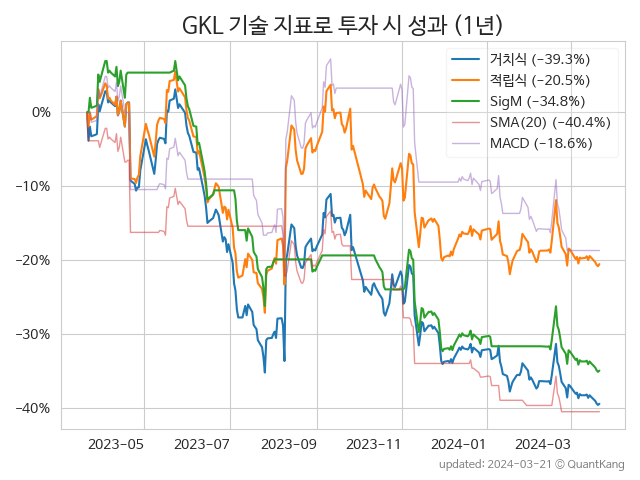 GKL 기술 지표로 투자 시 성과 (1년)
거치식 (−39.3%)
적립식 (−20.5%)
SigM (−34.8%)
SMA(20) (−40.4%)
MACD (−18.6%)
0%
−10%
−20%
−30%
−40%
2023-05 2023-07 2023-09 2023-11 2024-01 2024-03
updated: 2024-03-21 © QuantKang